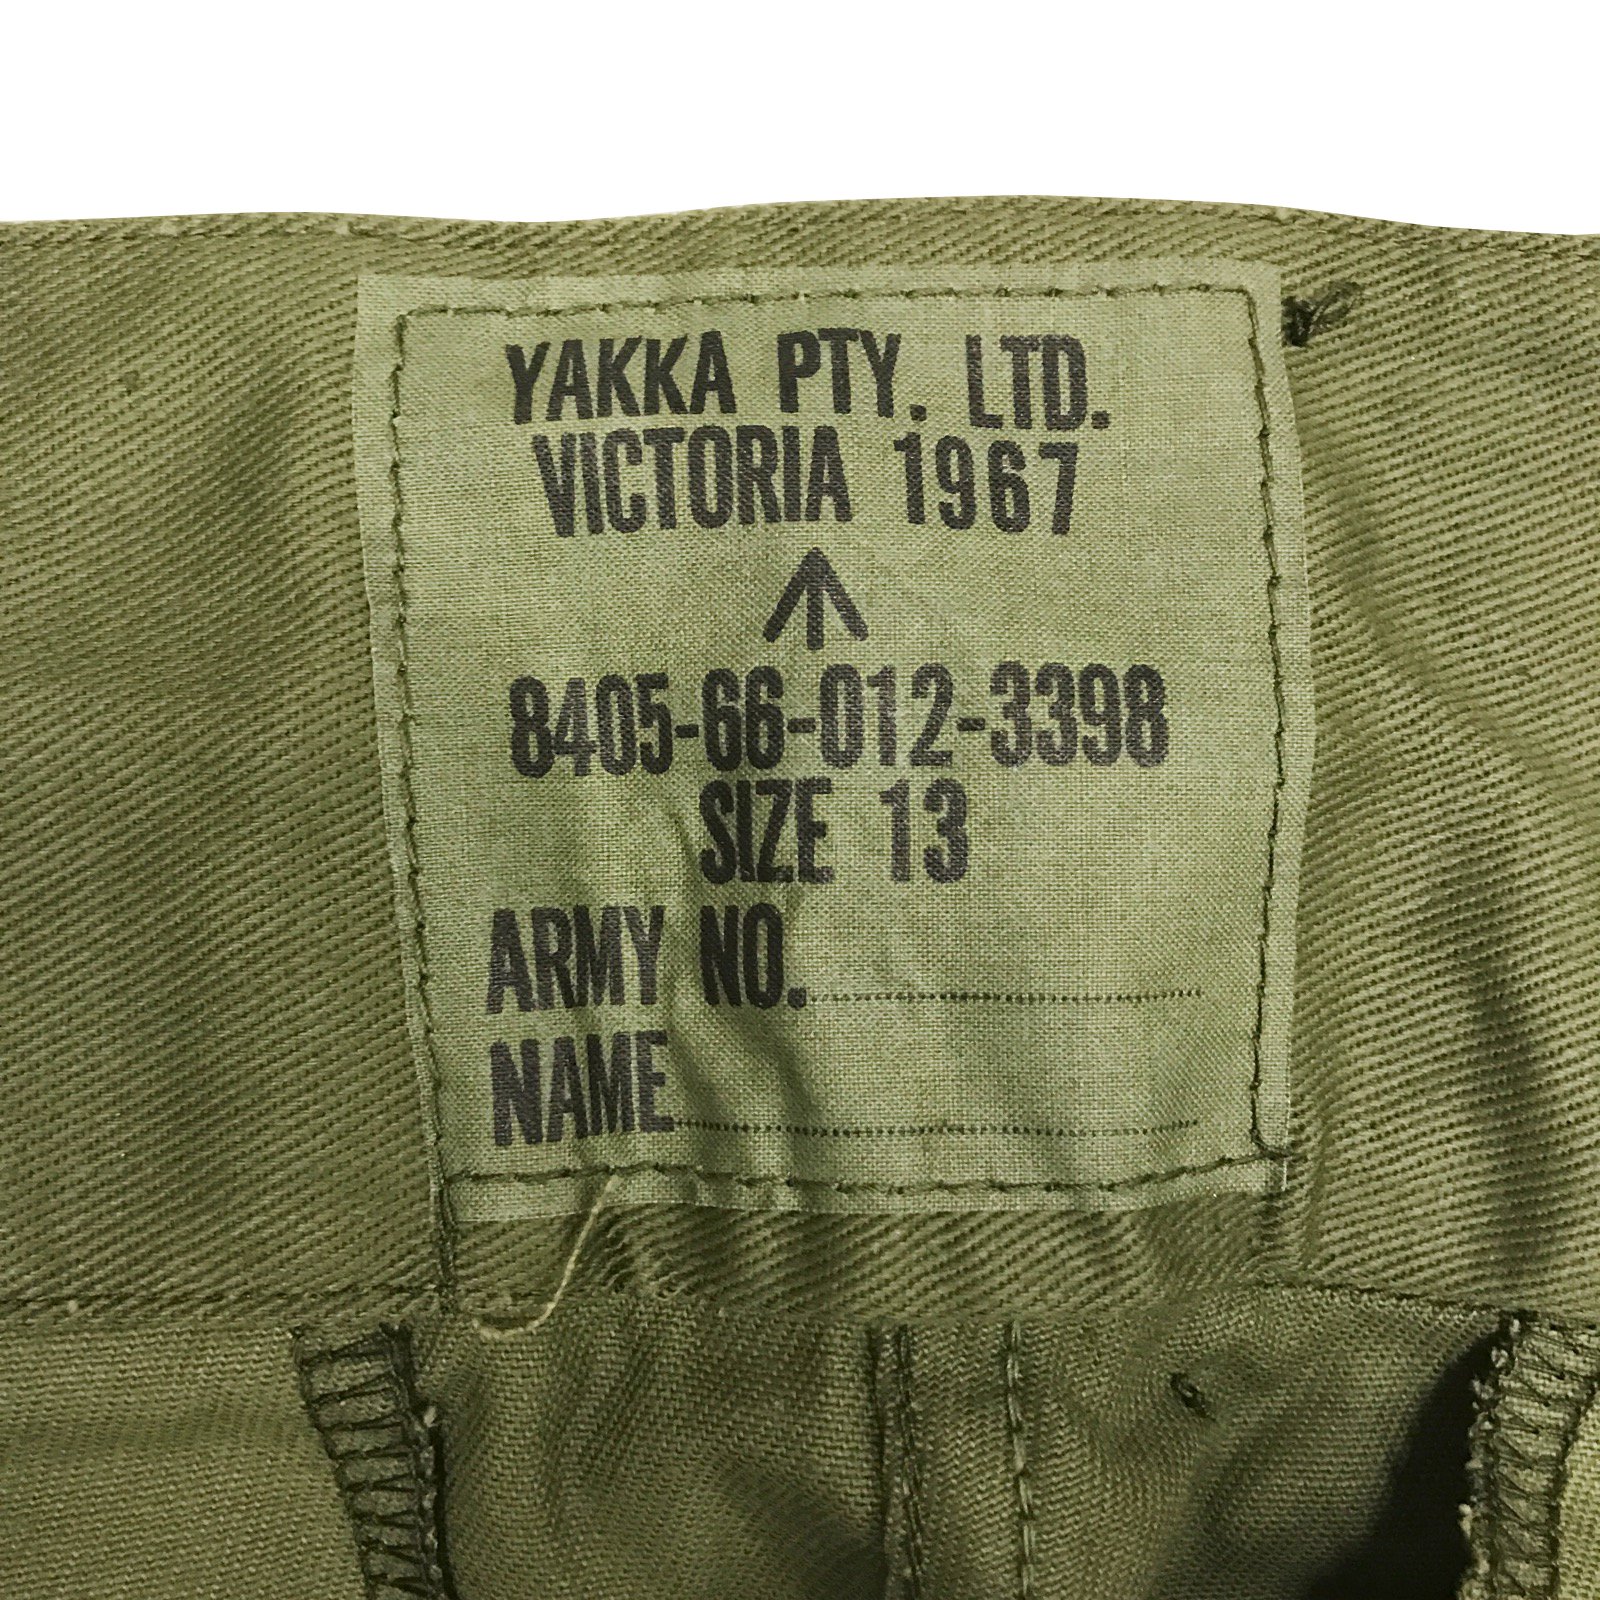 YAKKA PTY. LTD.
VICTORIA 1967
8405-66-012-3398
SIZE 13
ARMY NO.
NAME